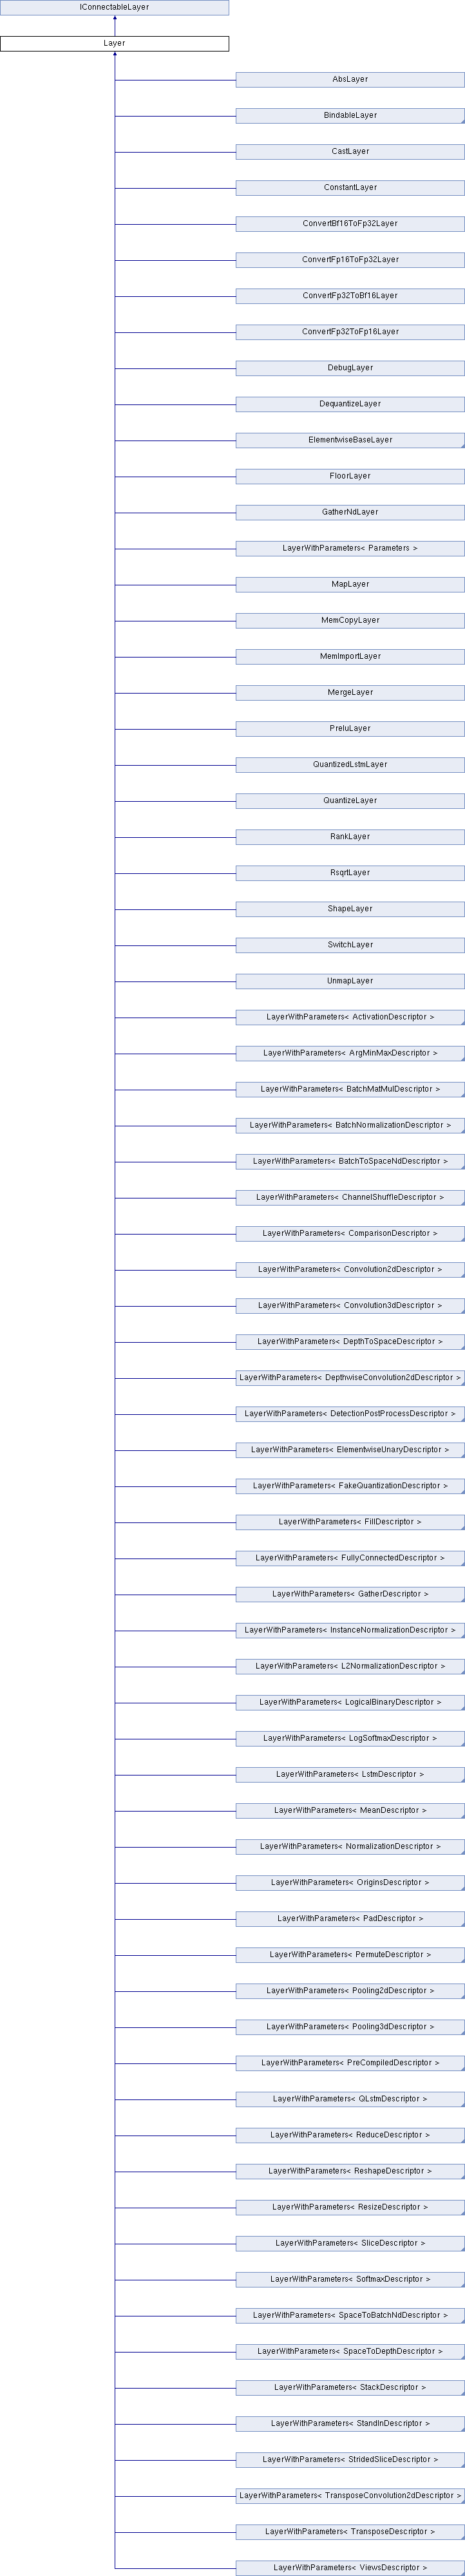 IConnectableLayer
Layer
AbsLayer
BindableLayer
CastLayer
ConstantLayer
ConvertBf16ToFp32Layer
ConvertFp16ToFp32Layer
ConvertFp32ToBf16Layer
ConvertFp32ToFp16Layer
DebugLayer
DequantizeLayer
ElementwiseBaseLayer
FloorLayer
GatherNdLayer
LayerWithParameters< Parameters >
MapLayer
MemCopyLayer
MemImportLayer
MergeLayer
PreluLayer
QuantizedLstmLayer
QuantizeLayer
RankLayer
RsqrtLayer
ShapeLayer
SwitchLayer
UnmapLayer
LayerWithParameters< ActivationDescriptor >
LayerWithParameters< ArgMinMaxDescriptor >
LayerWithParameters< BatchMatMulDescriptor >
LayerWithParameters< BatchNormalizationDescriptor >
LayerWithParameters< BatchToSpaceNdDescriptor >
LayerWithParameters< ChannelShuffleDescriptor >
LayerWithParameters< ComparisonDescriptor >
LayerWithParameters< Convolution2dDescriptor >
LayerWithParameters< Convolution3dDescriptor >
LayerWithParameters< DepthToSpaceDescriptor >
LayerWithParameters< DepthwiseConvolution2dDescriptor >
LayerWithParameters< DetectionPostProcessDescriptor >
LayerWithParameters< ElementwiseUnaryDescriptor >
LayerWithParameters< FakeQuantizationDescriptor >
LayerWithParameters< FillDescriptor >
LayerWithParameters< FullyConnectedDescriptor >
LayerWithParameters< GatherDescriptor >
LayerWithParameters< InstanceNormalizationDescriptor >
LayerWithParameters< L2NormalizationDescriptor >
LayerWithParameters< LogicalBinaryDescriptor >
LayerWithParameters< LogSoftmaxDescriptor >
LayerWithParameters< LstmDescriptor >
LayerWithParameters< MeanDescriptor >
LayerWithParameters< NormalizationDescriptor >
LayerWithParameters< OriginsDescriptor >
LayerWithParameters< PadDescriptor >
LayerWithParameters< PermuteDescriptor >
LayerWithParameters< Pooling2dDescriptor >
LayerWithParameters< Pooling3dDescriptor >
LayerWithParameters< PreCompiledDescriptor >
LayerWithParameters< QLstmDescriptor >
LayerWithParameters< ReduceDescriptor >
LayerWithParameters< ReshapeDescriptor >
LayerWithParameters< ResizeDescriptor >
LayerWithParameters< SliceDescriptor >
LayerWithParameters< SoftmaxDescriptor >
LayerWithParameters< SpaceToBatchNdDescriptor >
LayerWithParameters< SpaceToDepthDescriptor >
LayerWithParameters< StackDescriptor >
LayerWithParameters< StandInDescriptor >
LayerWithParameters< StridedSliceDescriptor >
LayerWithParameters< TransposeConvolution2dDescriptor >
LayerWithParameters< TransposeDescriptor >
LayerWithParameters< ViewsDescriptor >